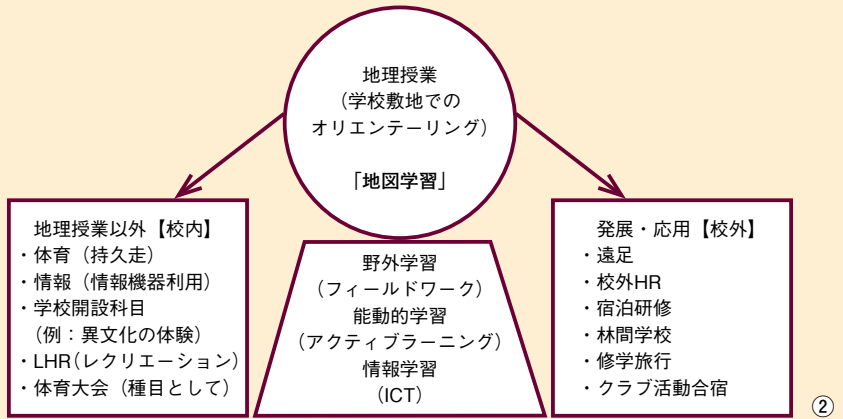 地理授業
（学校敷地での
オリエンテーリング）
「地図学習」
地理授業以外【校内】
・体育（持久走）
・情報（情報機器利用）
・学校開設科目
（例：異文化の体験）
・LHR（レクリエーション）
・体育大会（種目として）
野外学習
（フィールドワーク）
能動的学習
（アクティブラーニング）
情報学習
（ICT）
発展・応用【校外】
・遠足
・校外HR
・宿泊研修
・林間学校
・修学旅行
・クラブ活動合宿
②